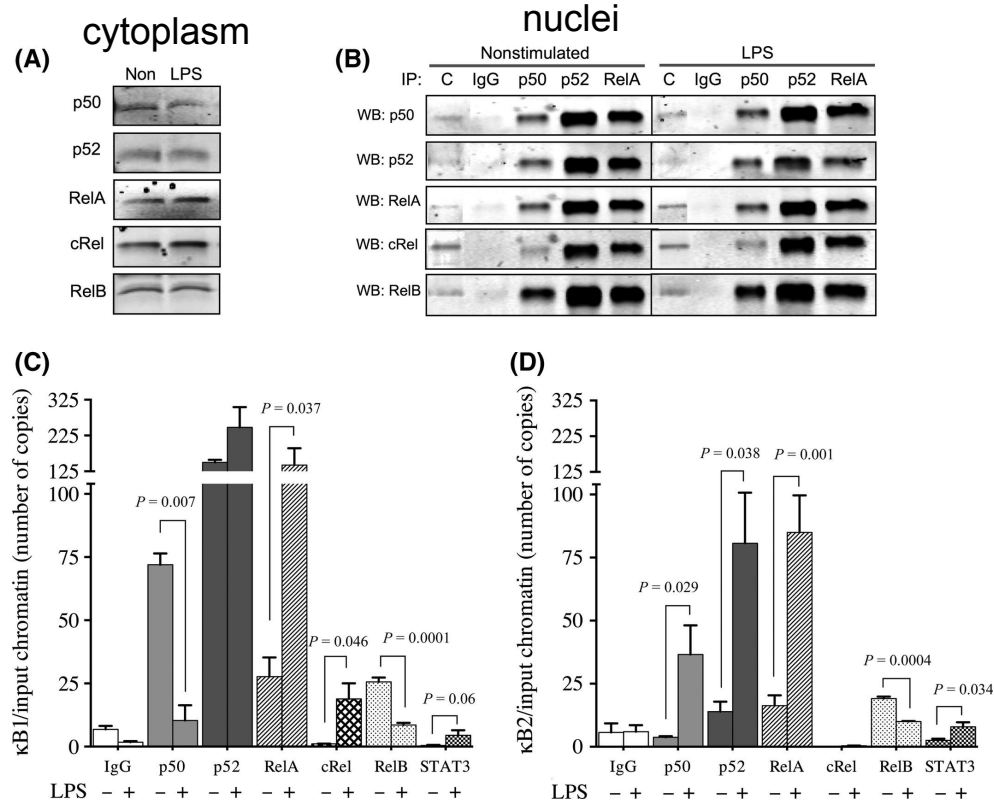 cytoplasm
nuclei
(A)
Non LPS
p50
p52
RelA
cRel
RelB
(B)
Nonstimulated LPS
IP: C IgG p50 p52 RelA C IgG p50 p52 RelA
WB: p50
WB: p52
WB: RelA
WB: cRel
WB: RelB
(C)
κB1/input chromatin (number of copies)
325
225
125
100
75
50
25
0
P = 0.007
P = 0.037
P = 0.046
P = 0.0001
P = 0.06
IgG p50 p52 RelA cRel RelB STAT3
LPS − + − + − + − + − + − + − +
(D)
κB2/input chromatin (number of copies)
325
225
125
100
75
50
25
0
P = 0.029
P = 0.038
P = 0.001
P = 0.0004
P = 0.034
IgG p50 p52 RelA cRel RelB STAT3
LPS − + − + − + − + − + − + − +